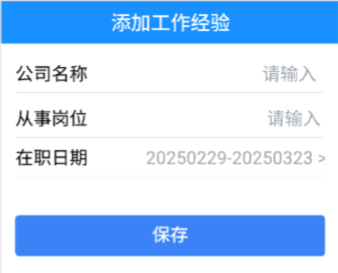 添加工作经验
公司名称 请输入
从事岗位 请输入
在职日期 20250229-20250323 >
保存